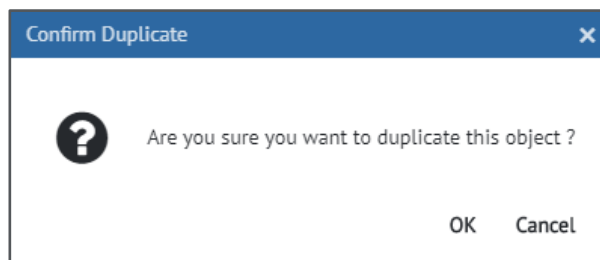 Confirm Duplicate
Are you sure you want to duplicate this object ?
OK Cancel